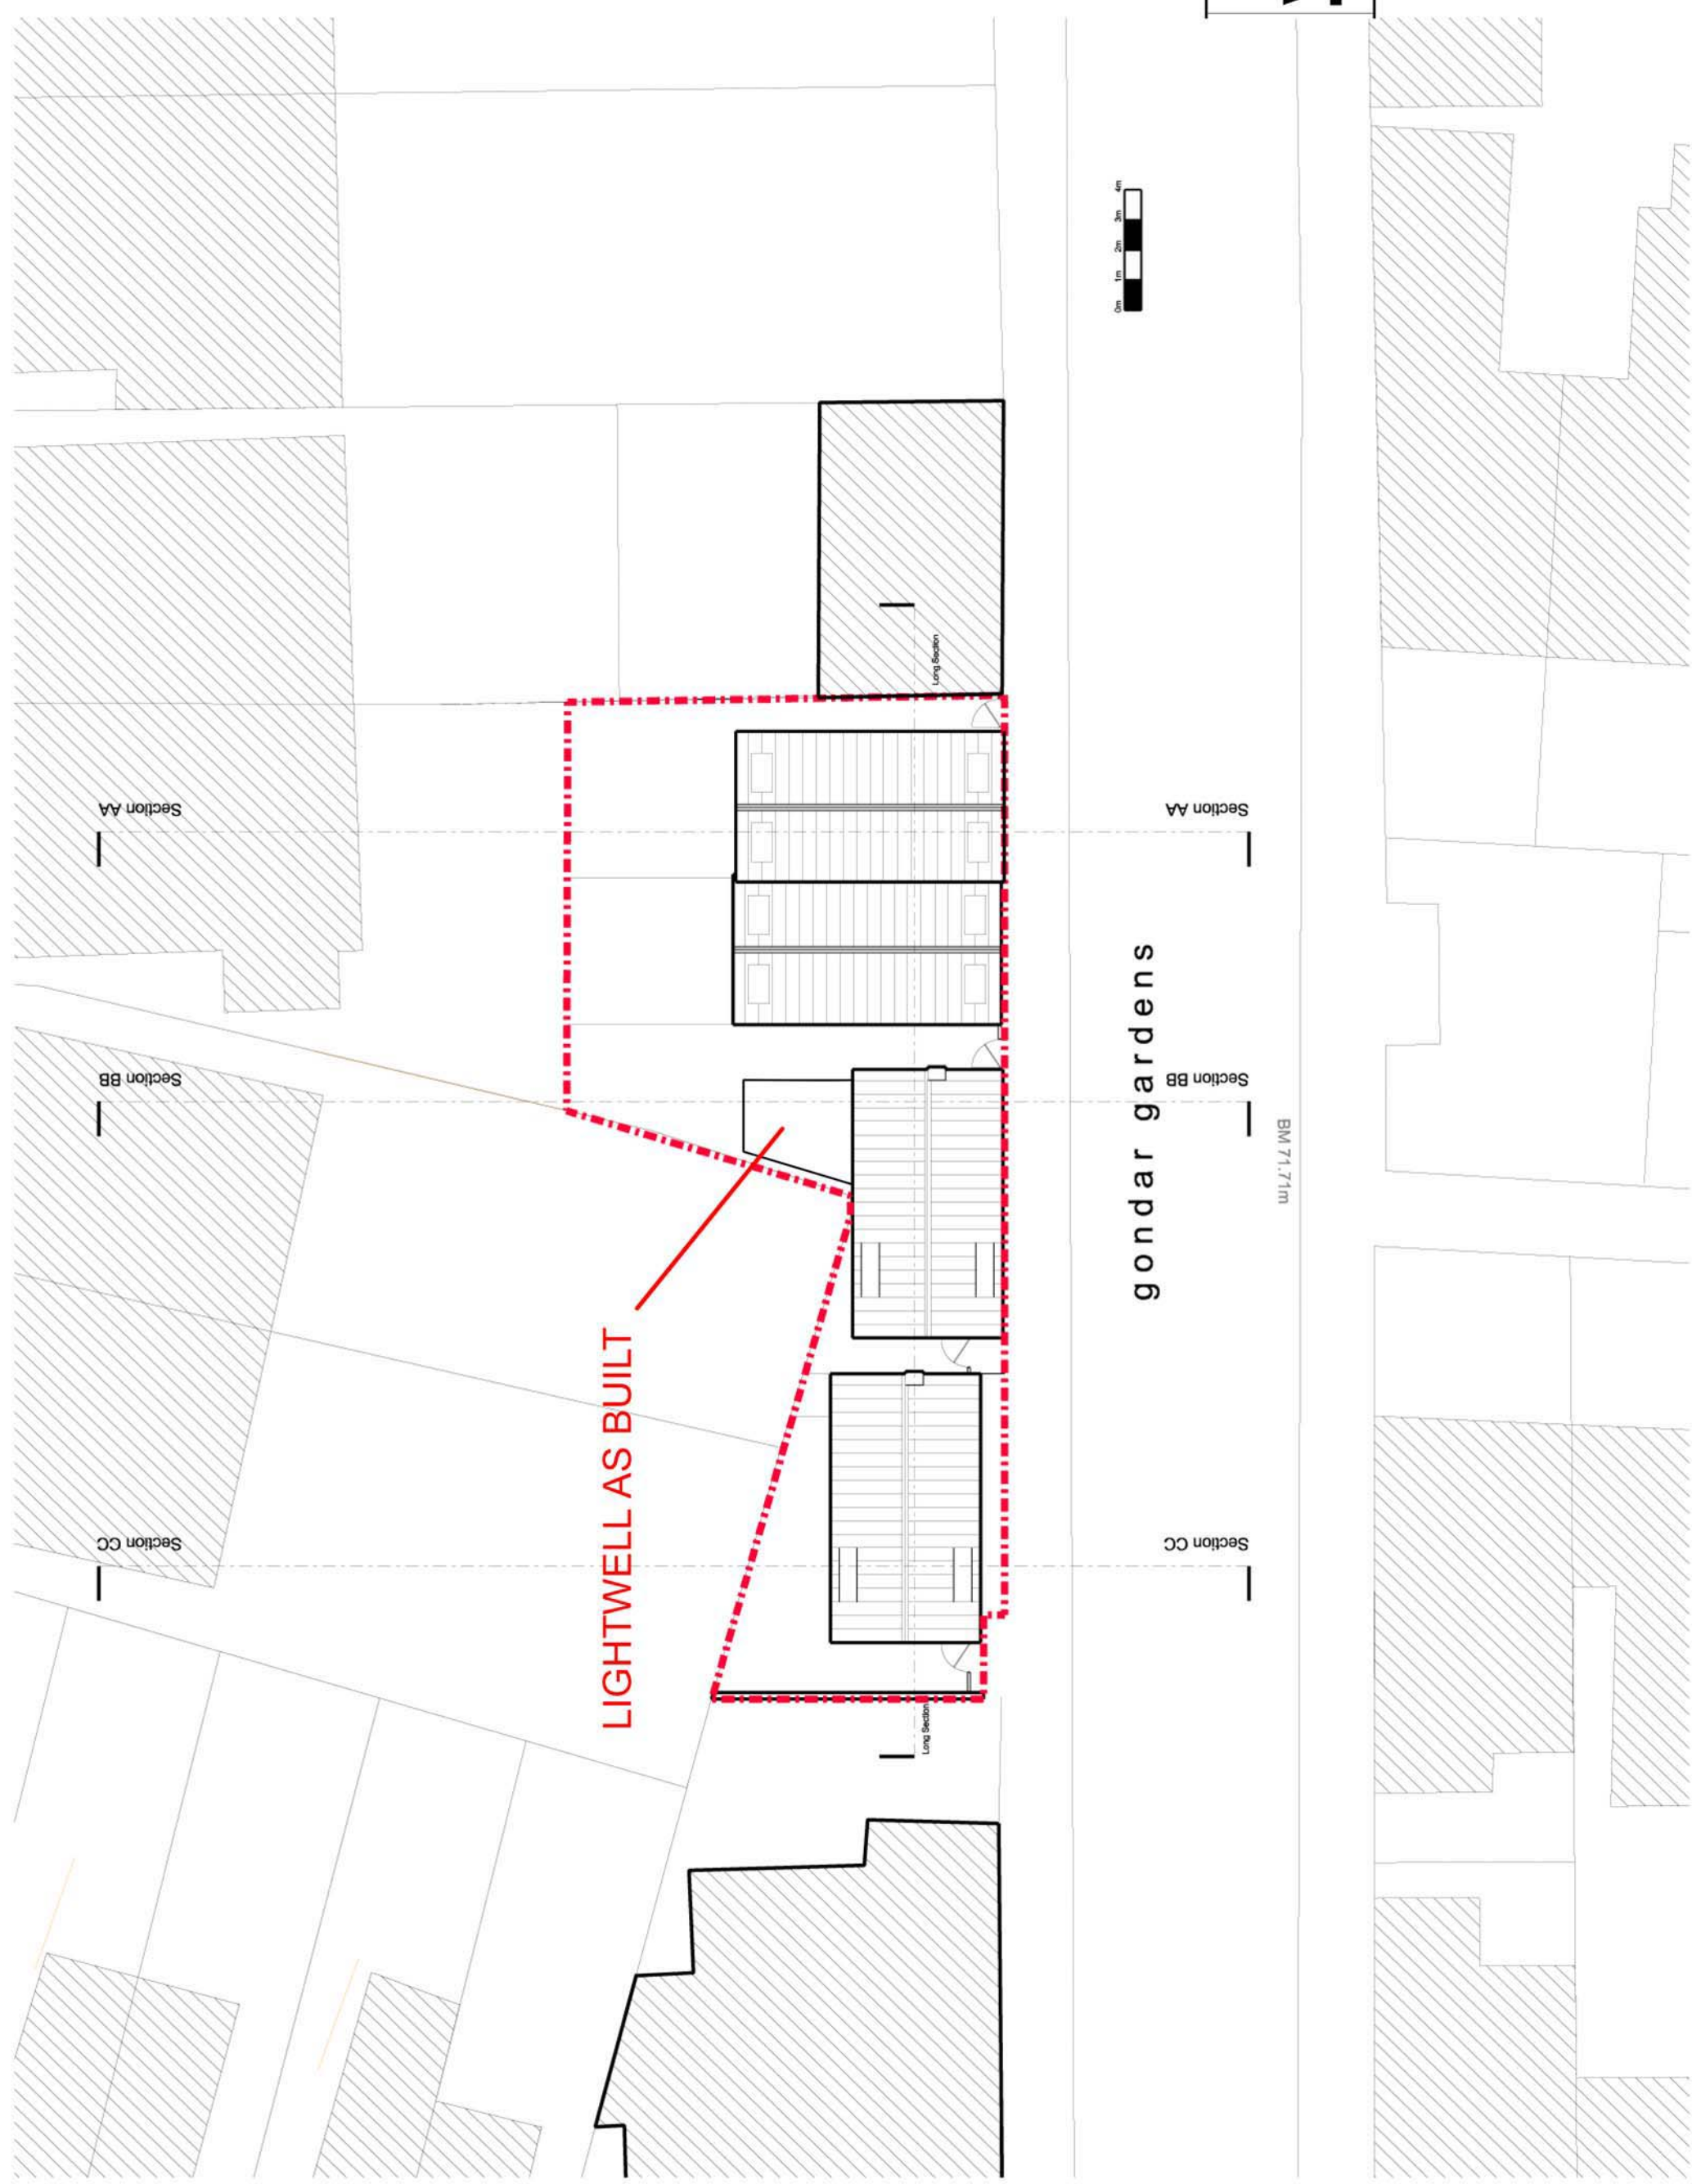 0m 1m 2m 3m 4m
Long Section
Section AA
Section AA
Section BB
Section BB
gondar gardens
BM 71.71m
LIGHTWELL AS BUILT
Section CC
Section CC
Long Section